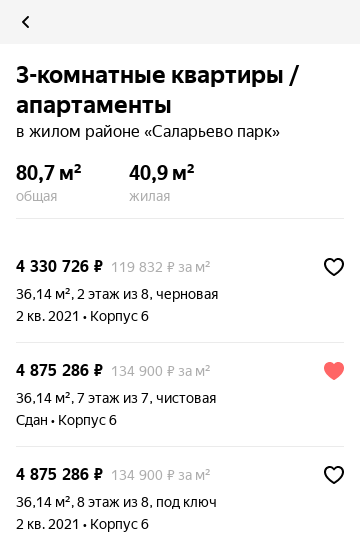 3-комнатные квартиры /
апартаменты
в жилом районе «Саларьево парк»
80,7 м² 40,9 м²
общая жилая
4 330 726 ₽ 119 832 ₽ за м²
36,14 м², 2 этаж из 8, черновая
2 кв. 2021 • Корпус 6
4 875 286 ₽ 134 900 ₽ за м²
36,14 м², 7 этаж из 7, чистовая
Сдан • Корпус 6
4 875 286 ₽ 134 900 ₽ за м²
36,14 м², 8 этаж из 8, под ключ
2 кв. 2021 • Корпус 6